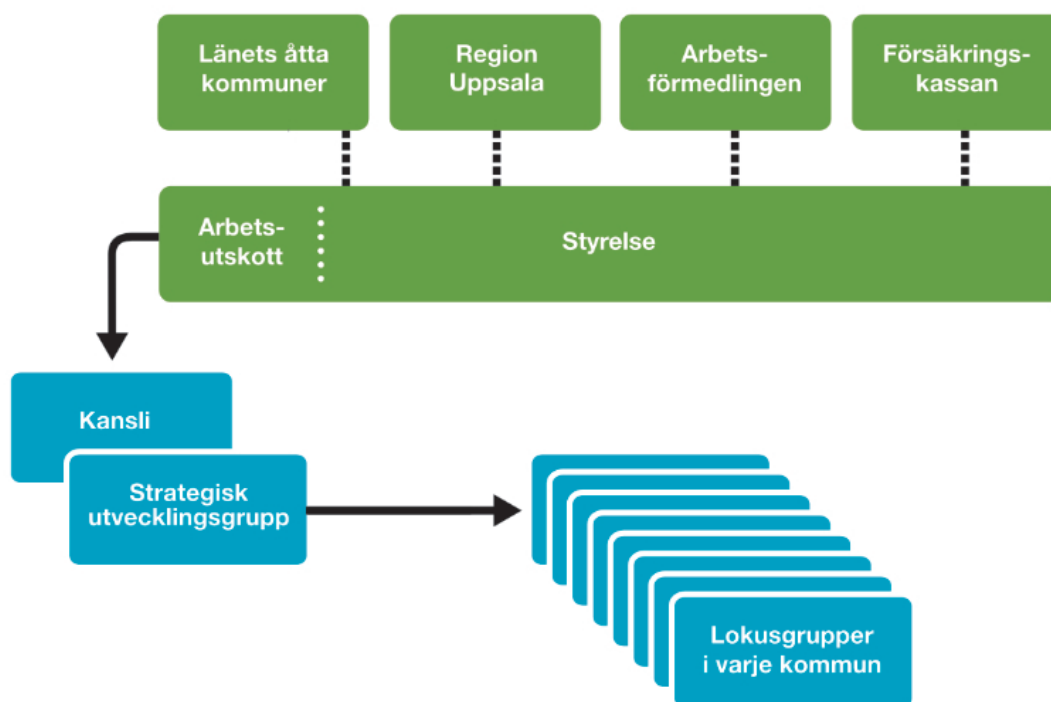 Länets åtta
kommuner
Region
Uppsala
Arbets-
förmedlingen
Försäkrings-
kassan
Arbets-
utskott
Styrelse
Kansli
Strategisk
utvecklingsgrupp
Lokusgrupper
i varje kommun